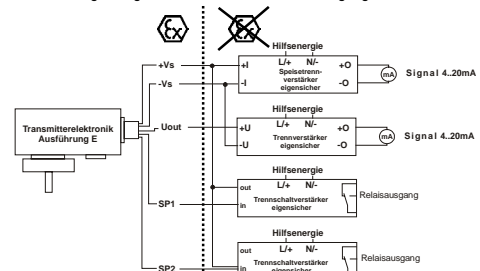 Ex
Ex
Hilfsenergie
L/+ N/-
+Vs
+I
Speisetrenn-
verstärker
eigensicher
+O
mA
Signal 4..20mA
-Vs
-I
-O
Hilfsenergie
L/+ N/-
Transmitterelektronik
Ausführung E
Uout
+U
Trennverstärker
eigensicher
+O
mA
Signal 4..20mA
-U
-O
Hilfsenergie
L/+ N/-
out
Trennschaltverstärker
eigensicher
Relaisausgang
SP1
in
Hilfsenergie
L/+ N/-
out
Trennschaltverstärker
eigensicher
Relaisausgang
SP2
in